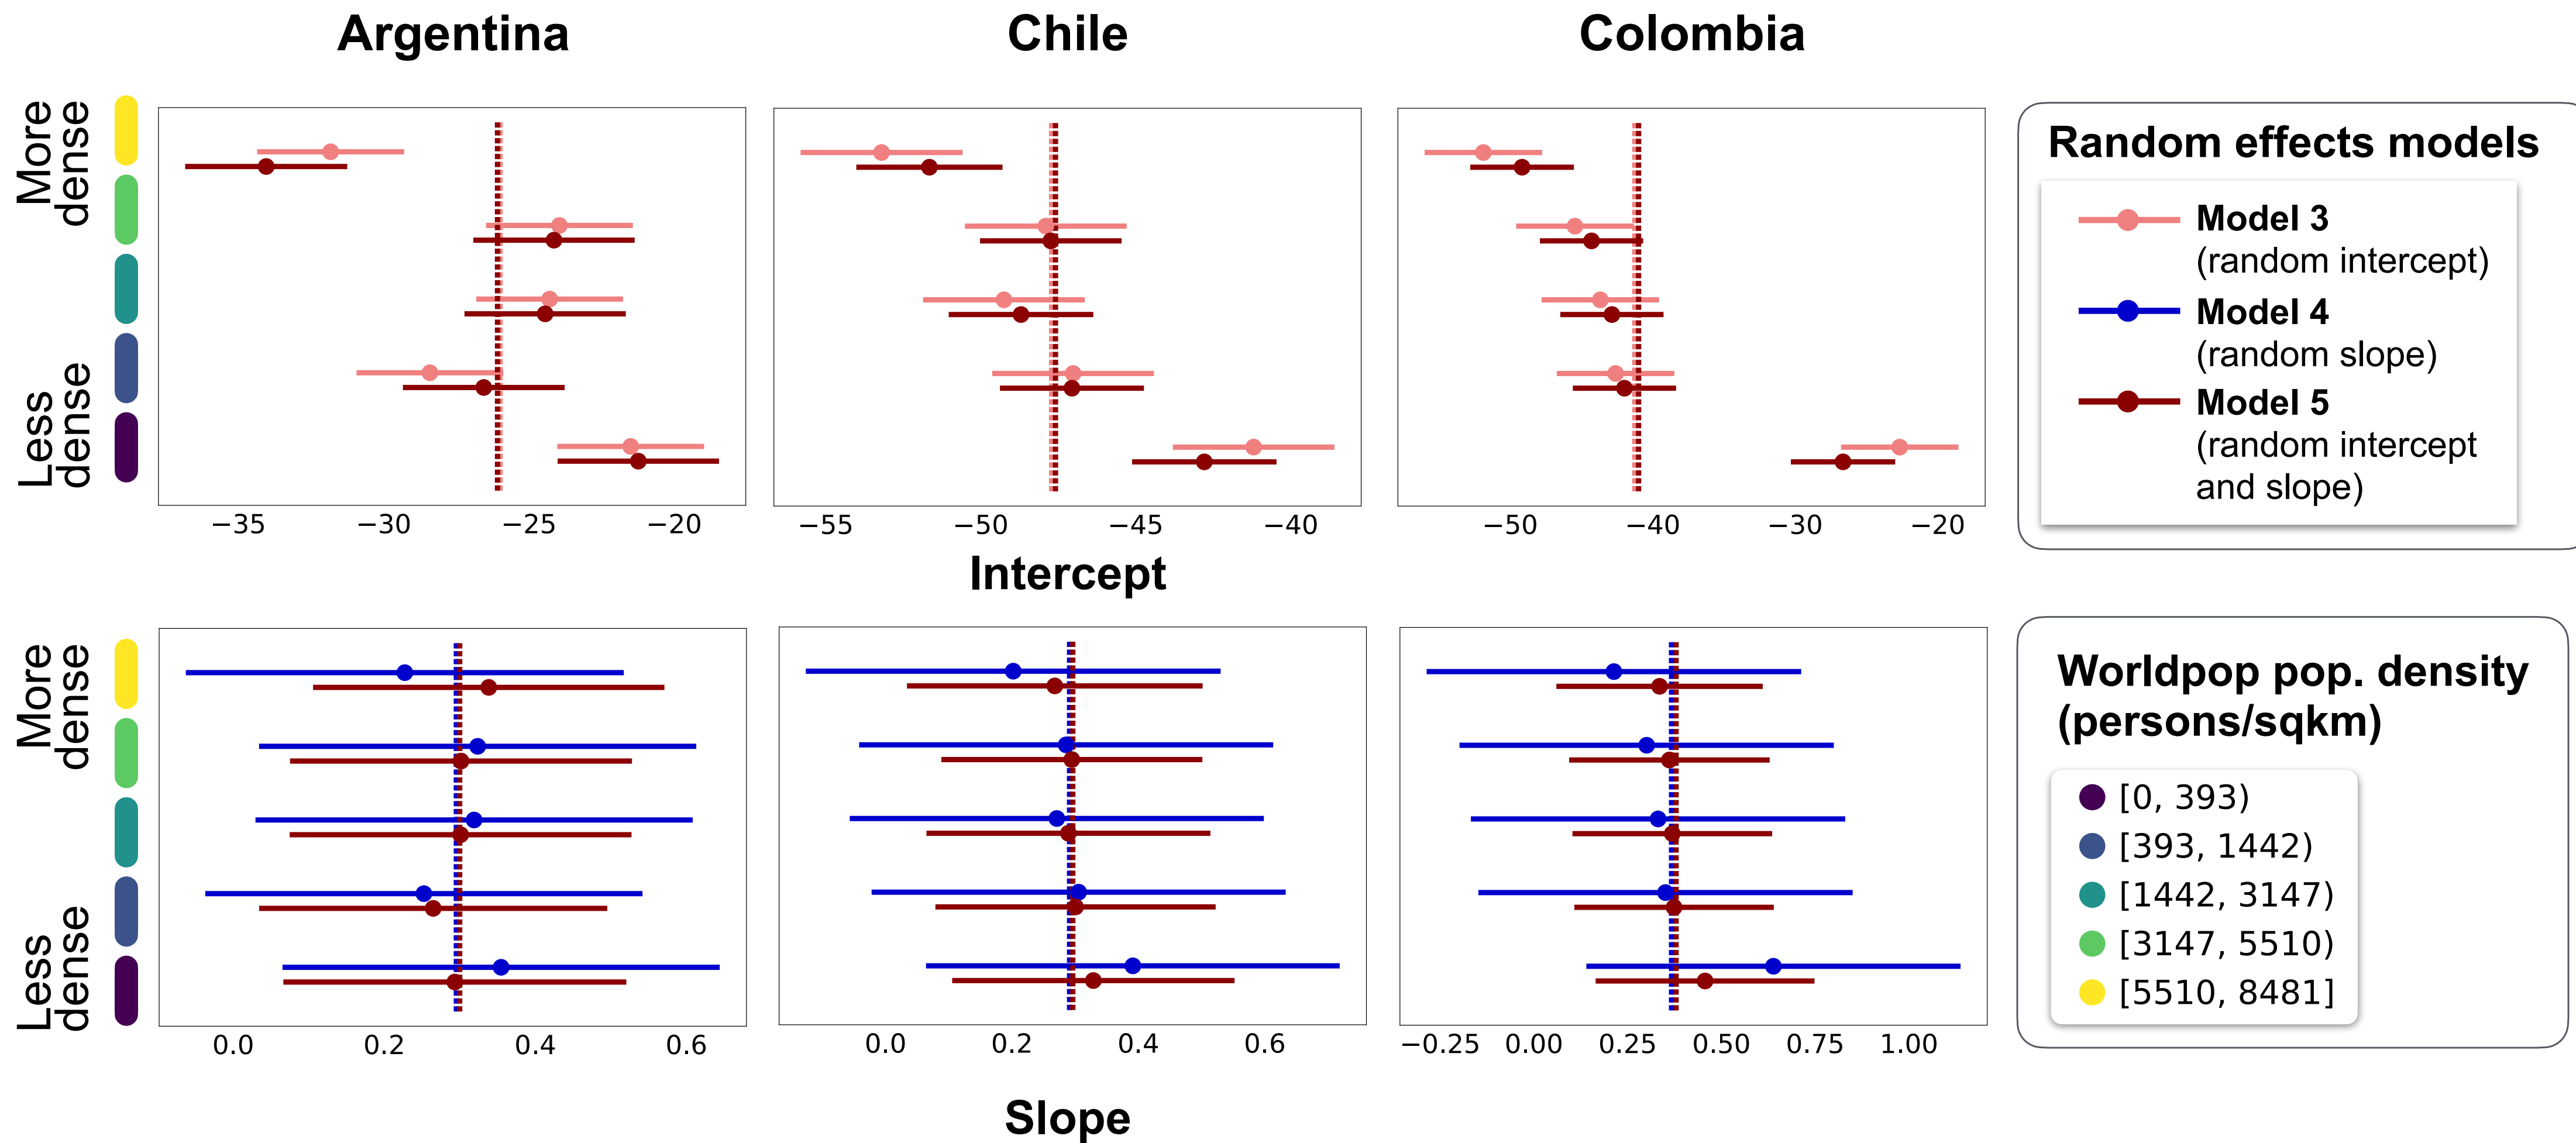 Argentina
Chile
Colombia
More
dense
Less
dense
−35
−30
−25
−20
−55
−50
−45
−40
−50
−40
−30
−20
Intercept
Random effects models
Model 3
(random intercept)
Model 4
(random slope)
Model 5
(random intercept
and slope)
More
dense
Less
dense
0.0
0.2
0.4
0.6
0.0
0.2
0.4
0.6
−0.25
0.00
0.25
0.50
0.75
1.00
Slope
Worldpop pop. density
(persons/sqkm)
[0, 393)
[393, 1442)
[1442, 3147)
[3147, 5510)
[5510, 8481]